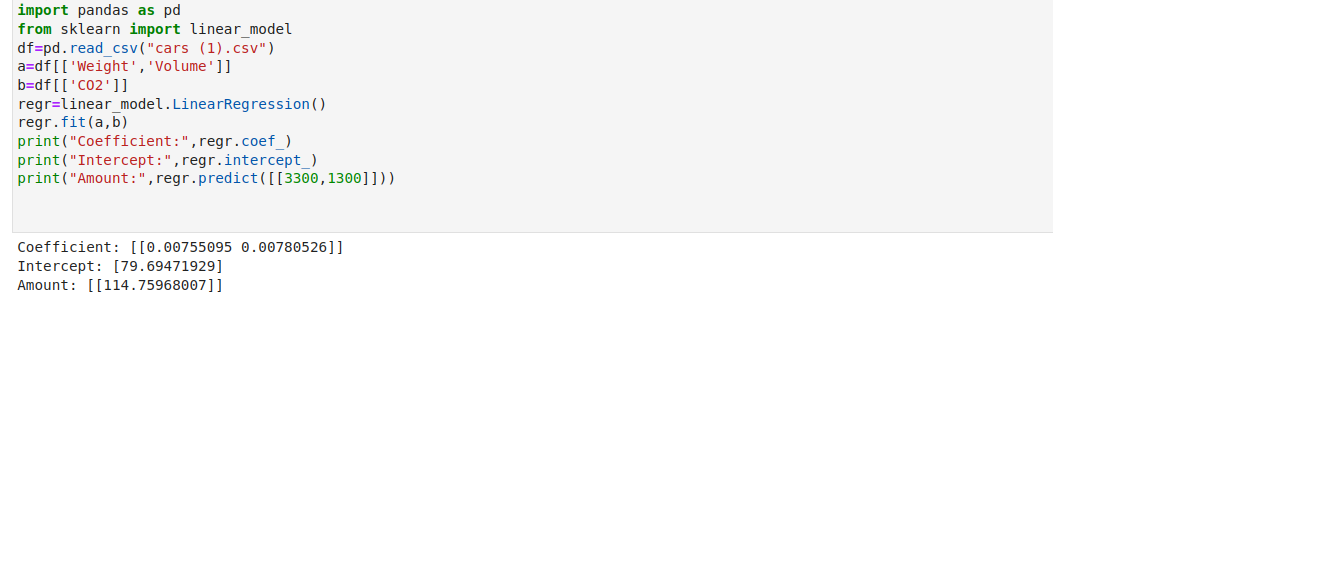 import pandas as pd
from sklearn import linear_model
df=pd.read_csv("cars (1).csv")
a=df[['Weight','Volume']]
b=df[['CO2']]
regr=linear_model.LinearRegression()
regr.fit(a,b)
print("Coefficient:",regr.coef_)
print("Intercept:",regr.intercept_)
print("Amount:",regr.predict([[3300,1300]]))
Coefficient: [[0.00755095 0.00780526]]
Intercept: [79.69471929]
Amount: [[114.75968007]]